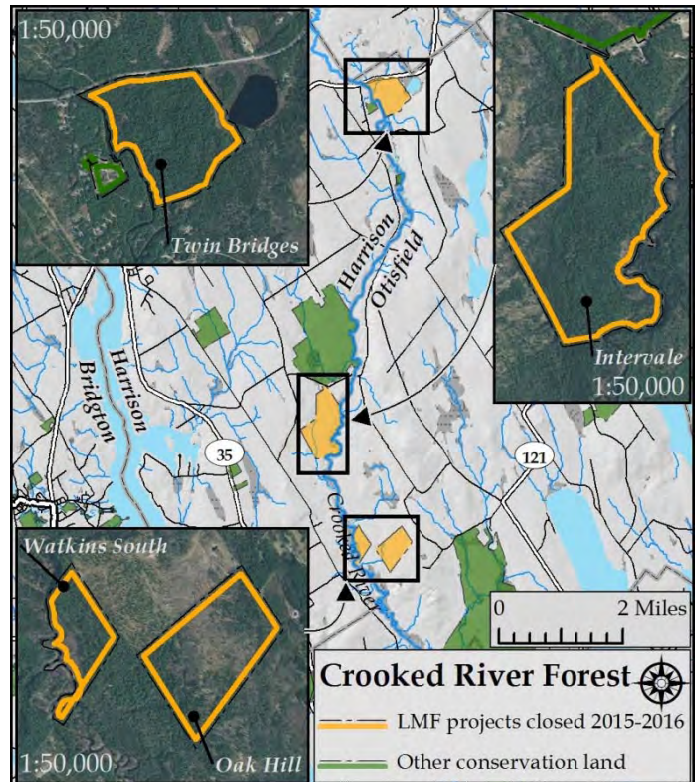 1:50,000
Twin Bridges
Intervale
1:50,000
Harrison
Otisfield
Bridgton
Harrison
35
121
Crooked River
Watkins South
Oak Hill
1:50,000
0 2 Miles
Crooked River Forest
LMF projects closed 2015-2016
Other conservation land